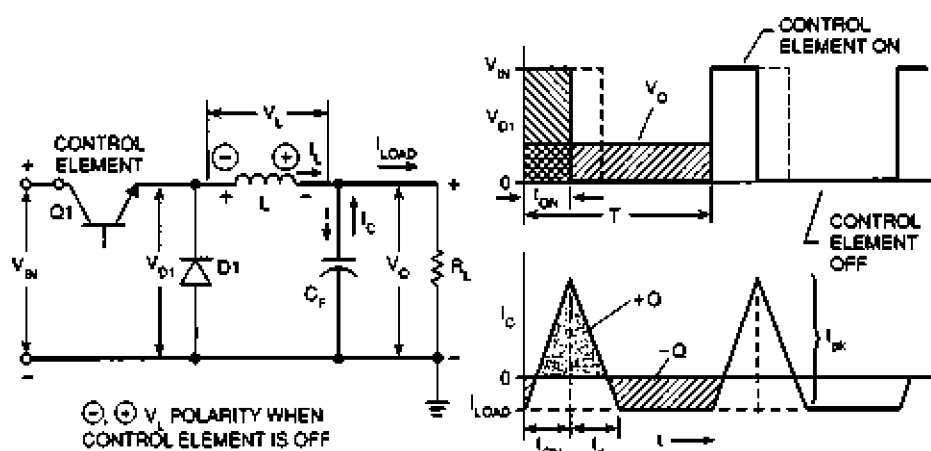 CONTROL
ELEMENT
Q1
V_IN
V_D1
D1
V_L
L
I_L
I_LOAD
I_C
C_F
V_O
R_L
⊖, ⊕ V_L POLARITY WHEN
CONTROL ELEMENT IS OFF
CONTROL
ELEMENT ON
V_IN
V_D1
V_O
0
t_ON
T
CONTROL
ELEMENT
OFF
I_C
+Q
-Q
I_pk
0
I_LOAD
t